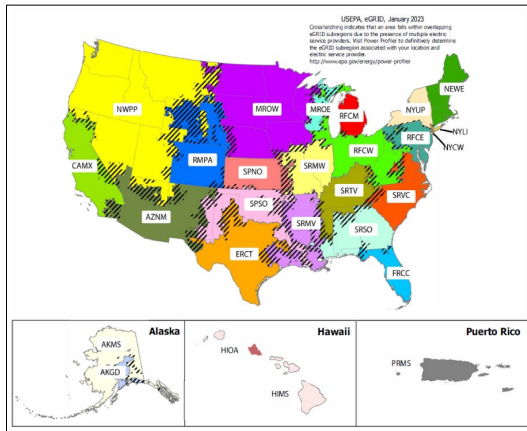 USEPA, eGRID, January 2023
Crosshatching indicates that an area falls within overlapping
eGRID subregions due to the presence of multiple electric
service providers. Visit Power Profiler to definitively determine
the eGRID subregion associated with your location and
electric service provider.
http://www.epa.gov/energy/power-profiler
NEWE
NWPP
MROW
MROE
RFCM
NYUP
NYLI
NYCW
RFCE
RFCW
CAMX
RMPA
SPNO
SRMW
SRTV
SRVC
AZNM
SPSO
SRMV
SRSO
ERCT
FRCC
Alaska
AKMS
AKGD
Hawaii
HIOA
HIMS
Puerto Rico
PRMS